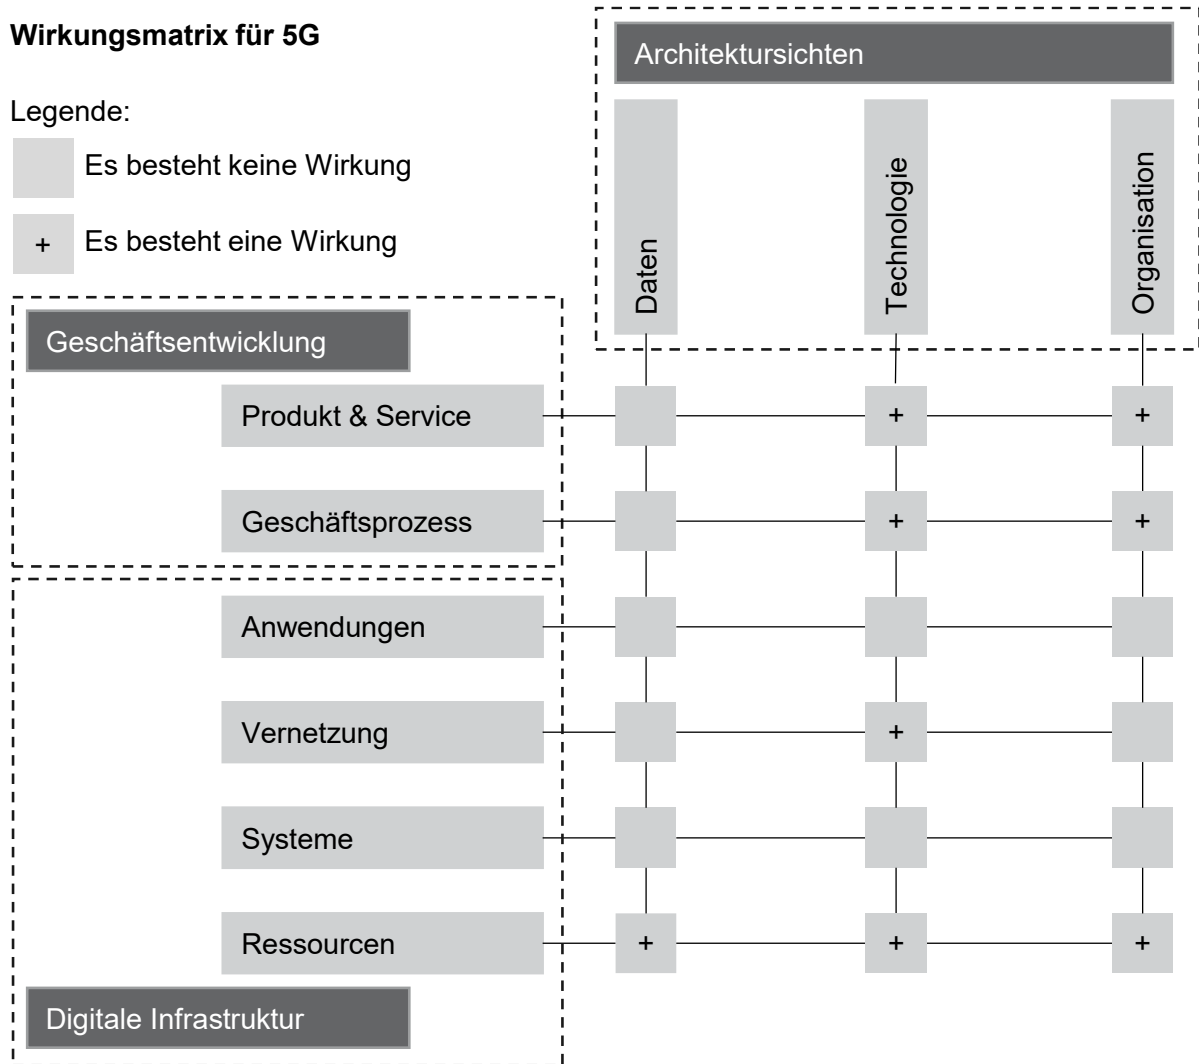 Wirkungsmatrix für 5G
Legende:
Es besteht keine Wirkung
+ Es besteht eine Wirkung
Architektursichten
Daten
Technologie
Organisation
Geschäftsentwicklung
Produkt & Service
+ +
Geschäftsprozess
+ +
Anwendungen
Vernetzung
+
Systeme
Ressourcen
+ + +
Digitale Infrastruktur